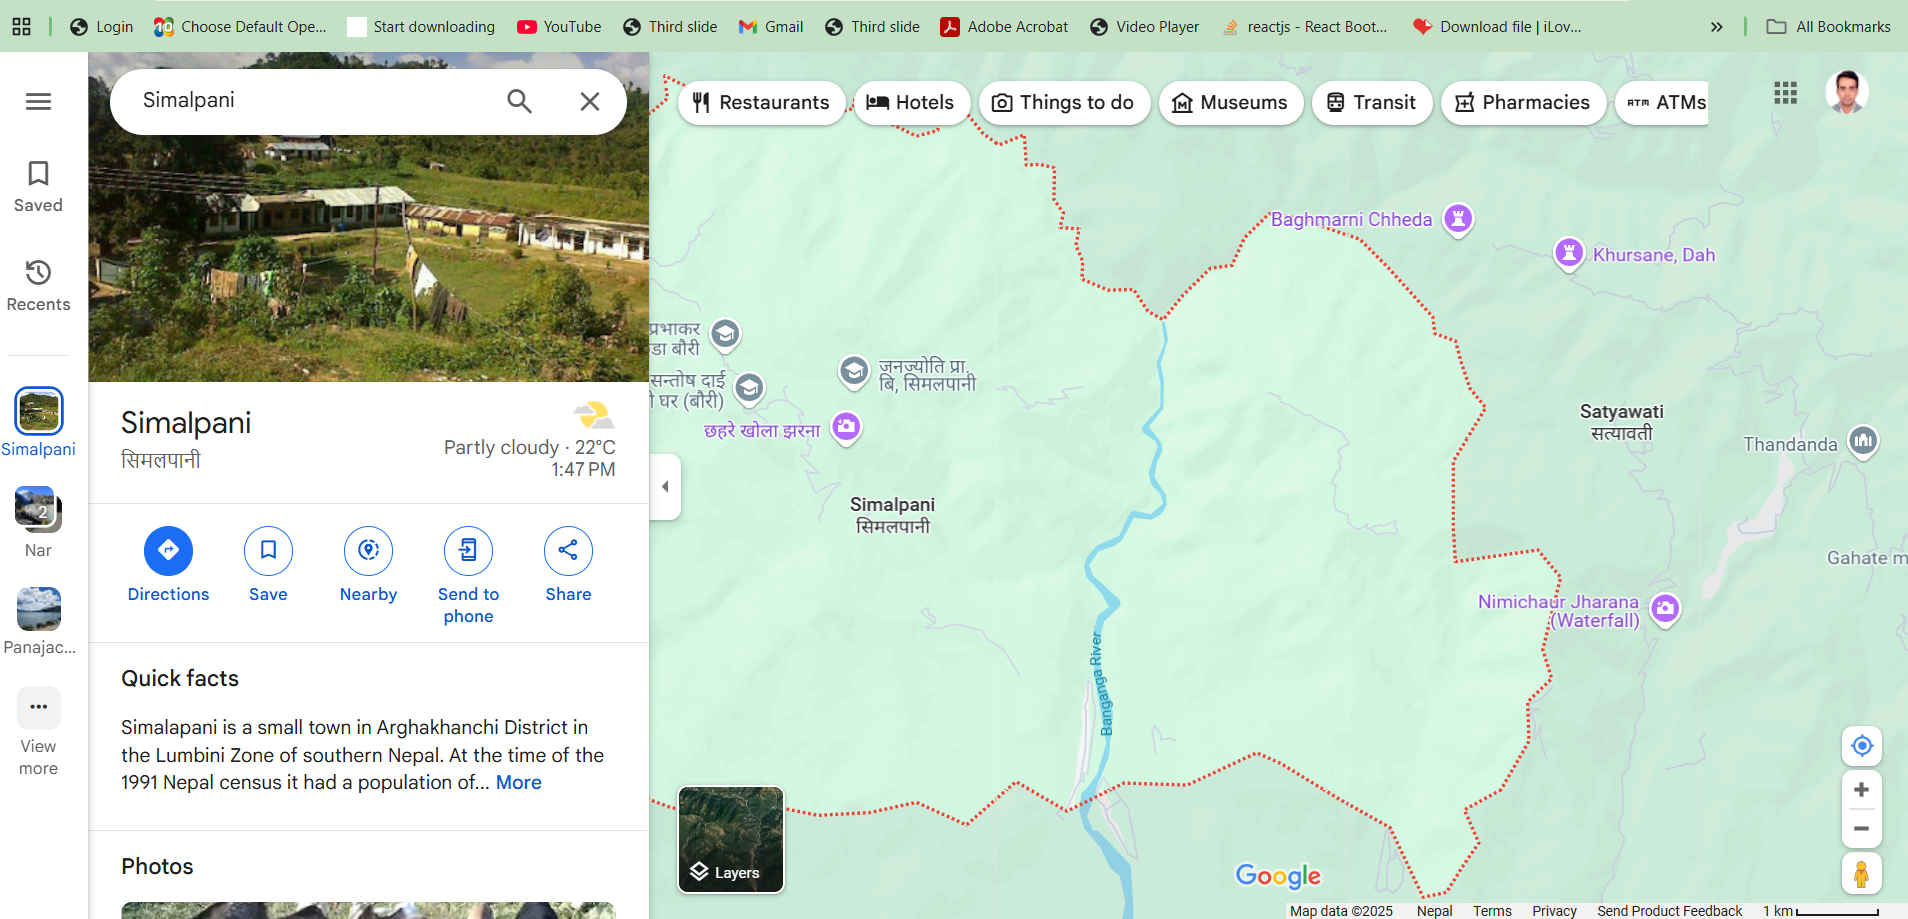 Login
Choose Default Ope...
Start downloading
YouTube
Third slide
Gmail
Third slide
Adobe Acrobat
Video Player
reactjs - React Boot...
Download file | iLov...
All Bookmarks
Simalpani
Restaurants
Hotels
Things to do
Museums
Transit
Pharmacies
ATM ATMs
Saved
Recents
Simalpani
2
Nar
Panajac...
View
more
Simalpani
सिमलपानी
Partly cloudy · 22°C
1:47 PM
Directions
Save
Nearby
Send to
phone
Share
Quick facts
Simalapani is a small town in Arghakhanchi District in
the Lumbini Zone of southern Nepal. At the time of the
1991 Nepal census it had a population of... More
Photos
Baghmarni Chheda
Khursane, Dah
प्रभाकर
डा बौरी
सन्तोष दाई
घर (बौरी)
जनज्योति प्रा.
बि, सिमलपानी
छहरे खोला झरना
Simalpani
सिमलपानी
Satyawati
सत्यावती
Thandanda
Gahate m
Nimichaur Jharana
(Waterfall)
Banganga River
Layers
Google
Map data ©2025
Nepal
Terms
Privacy
Send Product Feedback
1 km